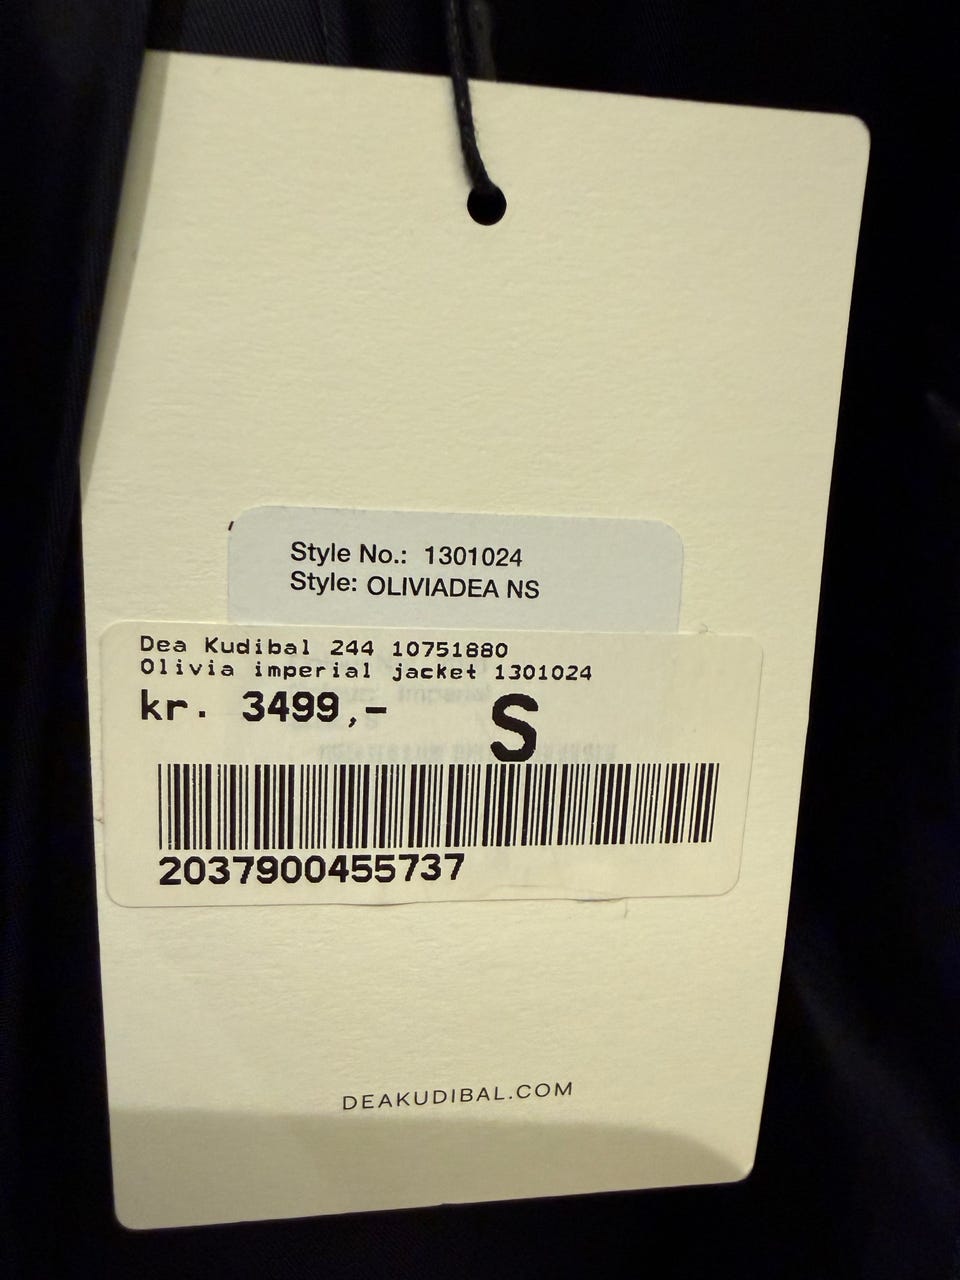 Style No.: 1301024
Style: OLIVIADEA NS
Dea Kudibal 244 10751880
Olivia imperial jacket 1301024
kr. 3499,- S
2037900455737
DEAKUDIBAL.COM